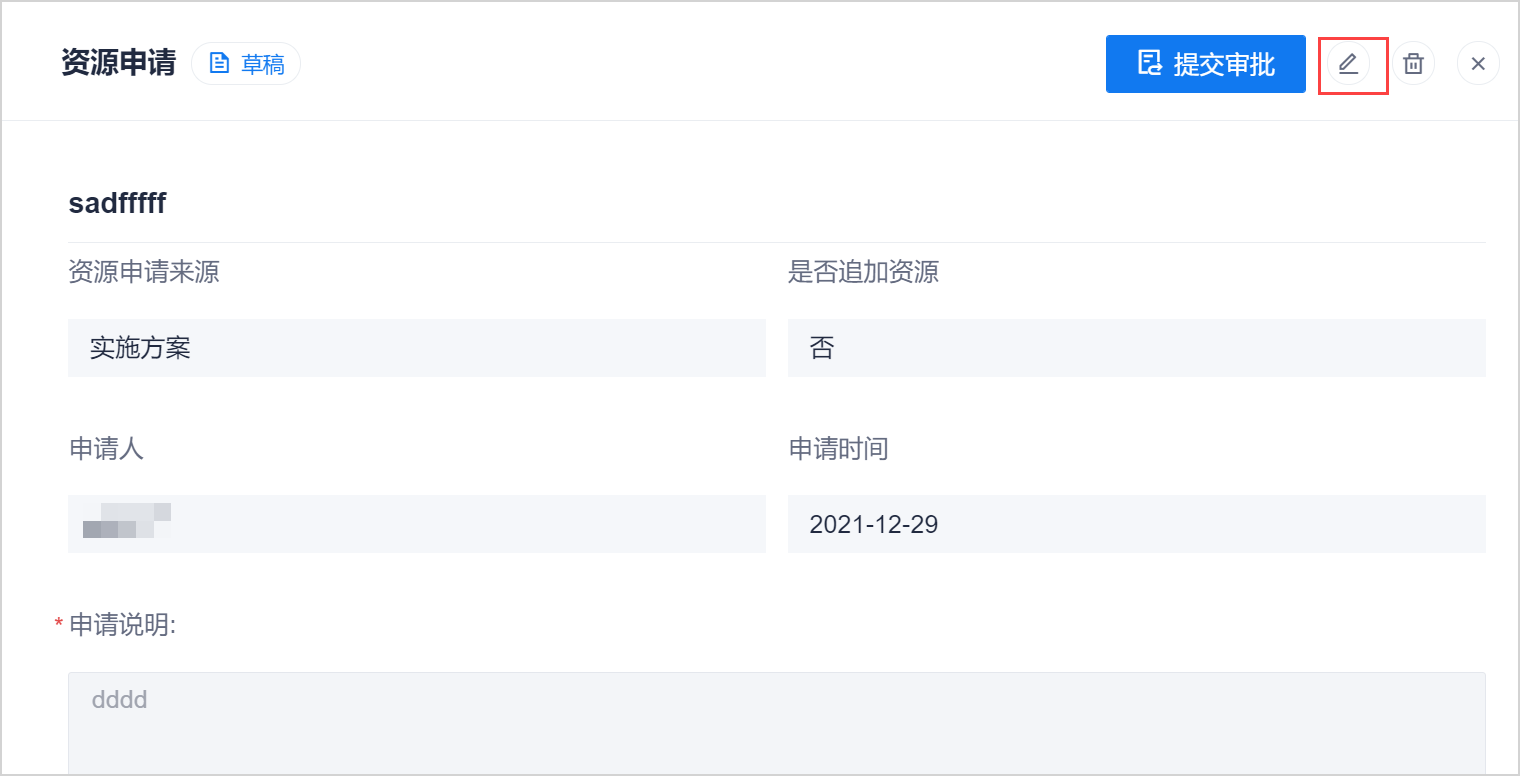 资源申请 草稿 提交审批
sadfffff
资源申请来源 是否追加资源
实施方案 否
申请人 申请时间
2021-12-29
* 申请说明:
dddd